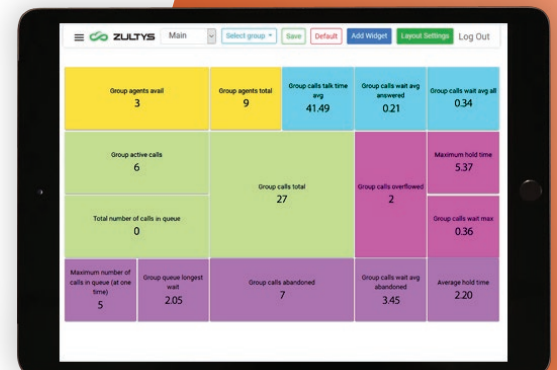 ZULTYS Main Select group Save Default Add Widget Layout Settings Log Out
Group agents avail
3
Group agents total
9
Group calls talk time
avg
41.49
Group calls wait avg
answered
0.21
Group calls wait avg all
0.34
Group active calls
6
Total number of calls in queue
0
Group calls total
27
Group calls overflowed
2
Maximum hold time
5.37
Group calls wait max
0.36
Maximum number of
calls in queue (at one
time)
5
Group queue longest
wait
2.05
Group calls abandoned
7
Group calls wait avg
abandoned
3.45
Average hold time
2.20